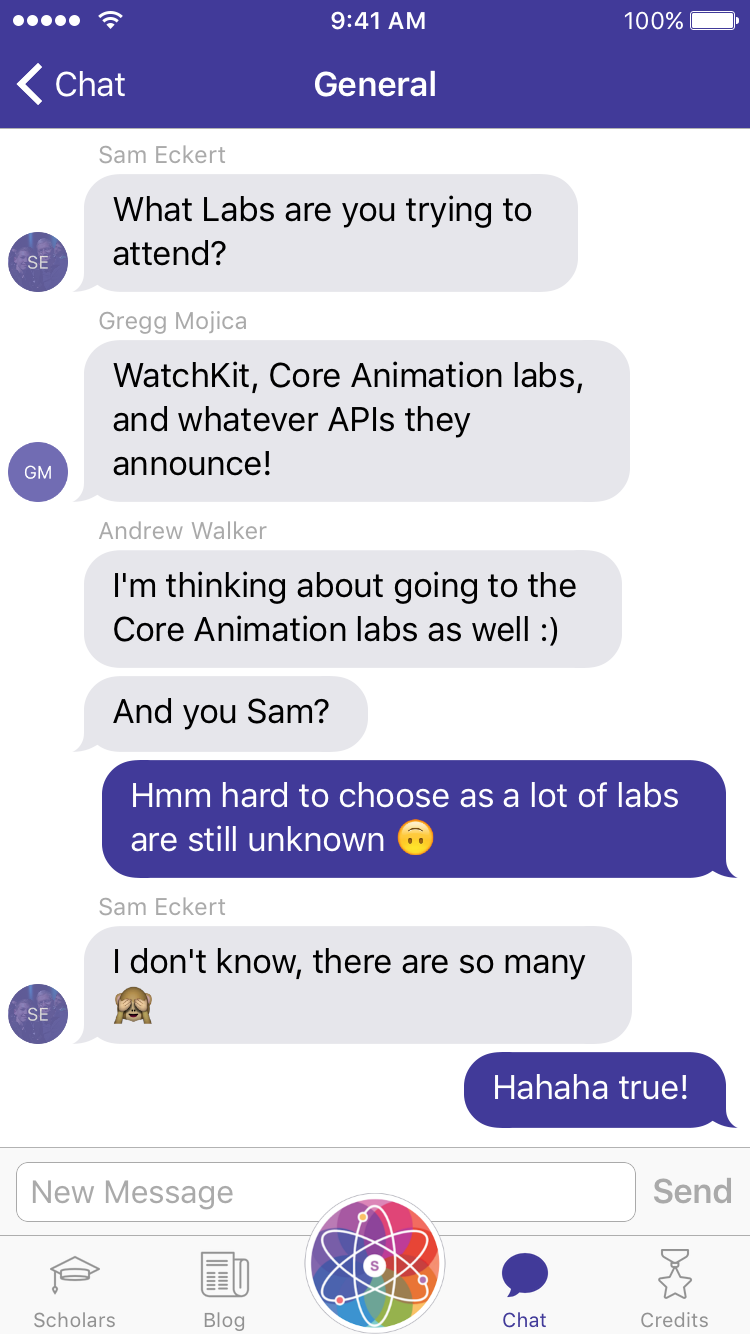 9:41 AM 100%
Chat General
Sam Eckert
What Labs are you trying to
attend?
SE
Gregg Mojica
WatchKit, Core Animation labs,
and whatever APIs they
announce!
GM
Andrew Walker
I'm thinking about going to the
Core Animation labs as well :)
And you Sam?
Hmm hard to choose as a lot of labs
are still unknown 🙃
Sam Eckert
I don't know, there are so many
🙈
SE
Hahaha true!
New Message Send
S
Scholars Blog Chat Credits